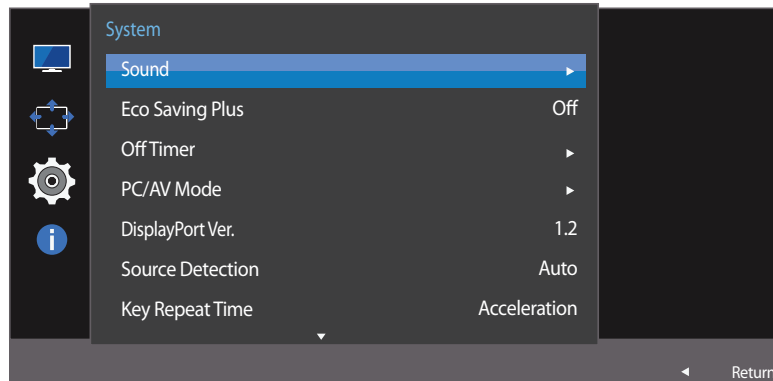 System
Sound
Eco Saving Plus Off
Off Timer
PC/AV Mode
DisplayPort Ver. 1.2
Source Detection Auto
Key Repeat Time Acceleration
Return